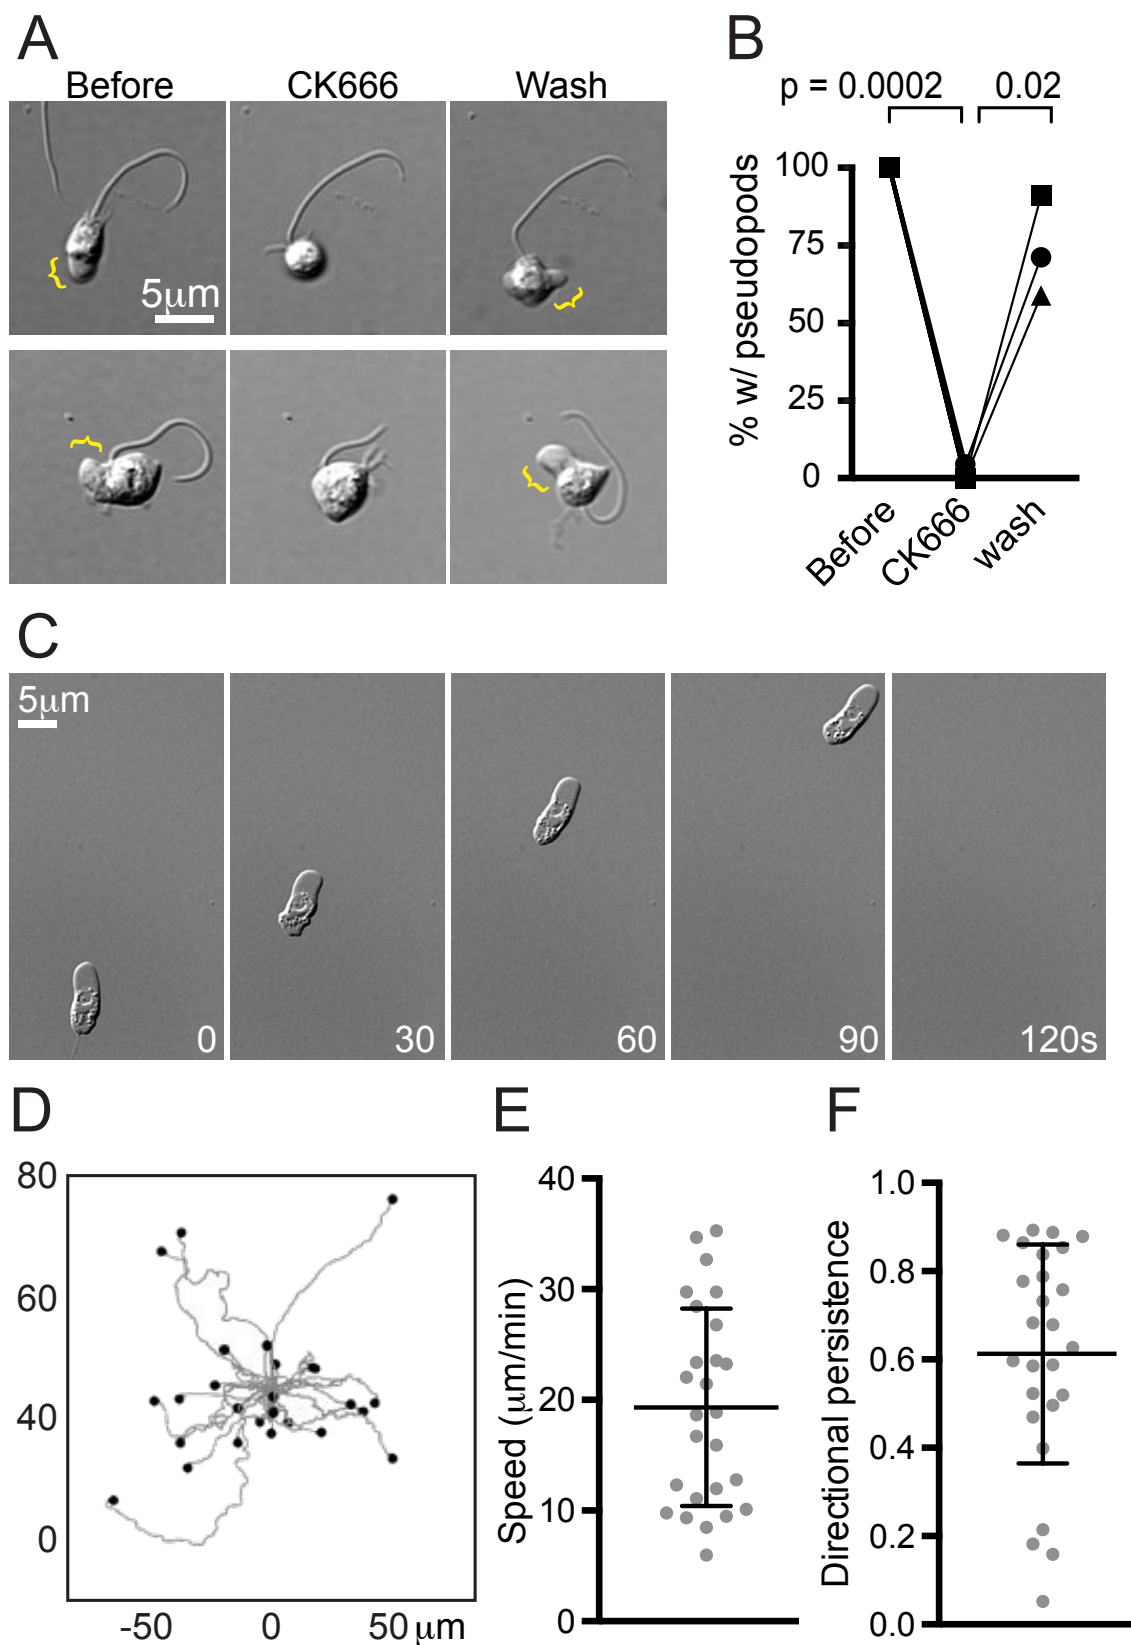 A
Before CK666 Wash
5μm
B
p = 0.0002 0.02
% w/ pseudopods
100
75
50
25
0
Before
CK666
wash
C
5μm
0 30 60 90 120s
D
80
60
40
0
-50 0 50 μm
E
Speed (μm/min)
40
30
20
10
0
F
Directional persistence
1.0
0.8
0.6
0.4
0.2
0.0